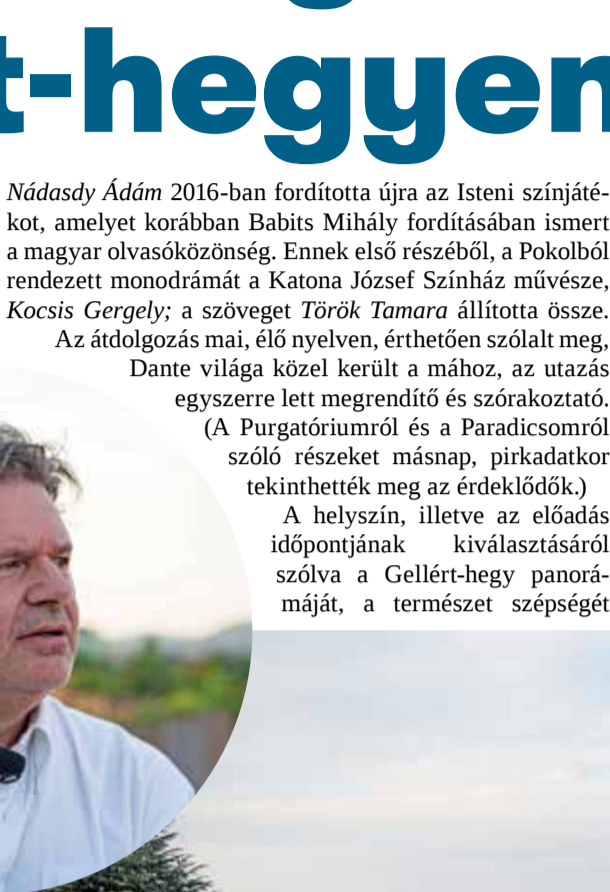 t-hegyen
Nádasdy Ádám 2016-ban fordította újra az Isteni színjáté-
kot, amelyet korábban Babits Mihály fordításában ismert
a magyar olvasóközönség. Ennek első részéből, a Pokolból
rendezett monodrámát a Katona József Színház művésze,
Kocsis Gergely; a szöveget Török Tamara állította össze.
Az átdolgozás mai, élő nyelven, érthetően szólalt meg,
Dante világa közel került a mához, az utazás
egyszerre lett megrendítő és szórakoztató.
(A Purgatóriumról és a Paradicsomról
szóló részeket másnap, pirkadatkor
tekinthették meg az érdeklődők.)
A helyszín, illetve az előadás
időpontjának kiválasztásáról
szólva a Gellért-hegy panorá-
máját, a természet szépségét